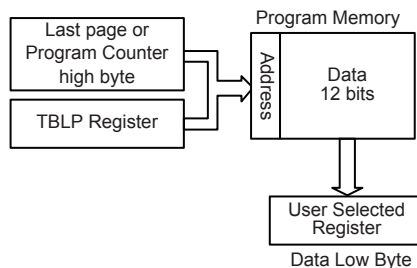 Last page or
Program Counter
high byte
TBLP Register
Program Memory
Address
Data
12 bits
User Selected
Register
Data Low Byte